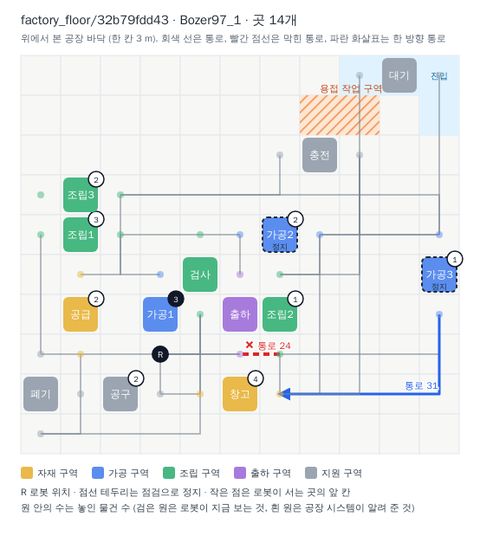 factory_floor/32b79fdd43 · Bozer97_1 · 곳 14개
위에서 본 공장 바닥 (한 칸 3 m). 회색 선은 통로, 빨간 점선은 막힌 통로, 파란 화살표는 한 방향 통로
대기
용접 작업 구역
충전
2
조립3
3
조립1
2
가공2
정지
1
가공3
정지
검사
2
공급
3
가공1
출하
1
조립2
R
✖ 통로 24
폐기
2
공구
4
창고
통로 31
자재 구역
가공 구역
조립 구역
출하 구역
지원 구역
R 로봇 위치 · 점선 테두리는 점검으로 정지 · 작은 점은 로봇이 서는 곳의 앞 칸
원 안의 수는 놓인 물건 수 (검은 원은 로봇이 지금 보는 것, 흰 원은 공장 시스템이 알려 준 것)